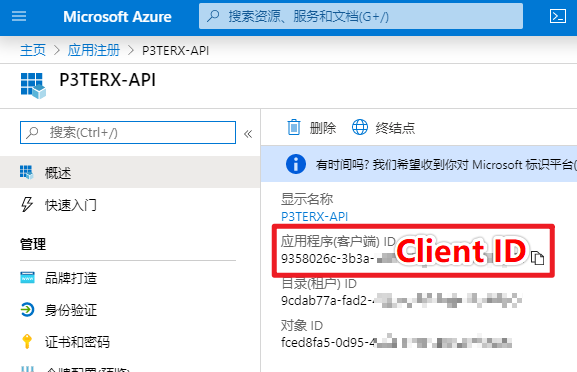 Microsoft Azure
搜索资源、服务和文档(G+/)
主页 > 应用注册 > P3TERX-API
P3TERX-API
搜索(Ctrl+/)
«
概述
快速入门
管理
品牌打造
身份验证
证书和密码
删除
终结点
有时间吗? 我们希望收到你对 Microsoft 标识平台(
显示名称
P3TERX-API
应用程序(客户端) ID
9358026c-3b3a-
Client ID
目录(租户) ID
9cdab77a-fad2-4
对象 ID
fced8fa5-0d95-4